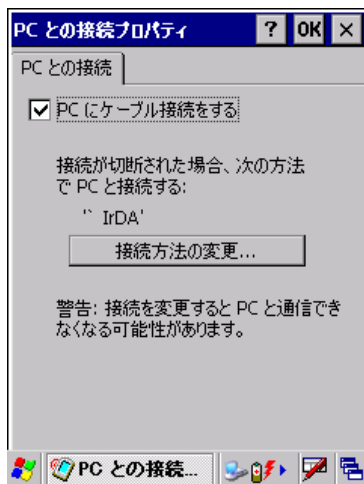 PC との接続プロパティ ? OK ×
PC との接続
PC にケーブル接続をする
接続が切断された場合、次の方法
で PC と接続する:
'` IrDA'
接続方法の変更...
警告: 接続を変更すると PC と通信でき
なくなる可能性があります。
PC との接続...